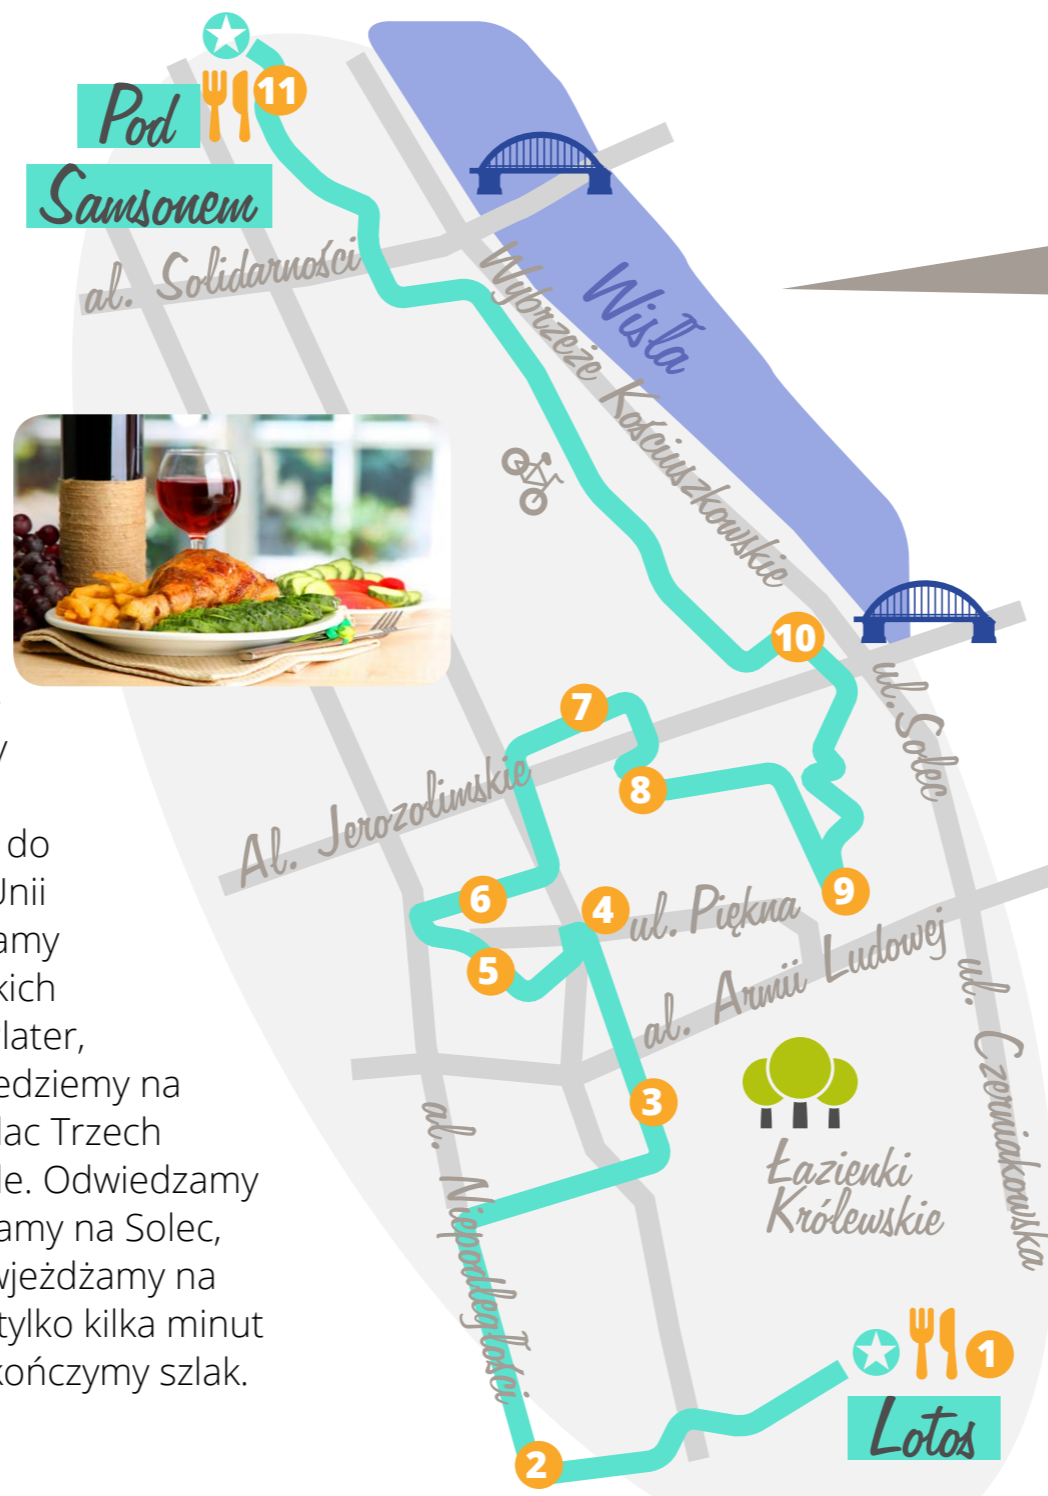 11
Pod
Samsonem
al. Solidarności
Wybrzeże Kościuszkowskie
Wisła
10
ul. Solec
7
8
Al. Jerozolimskie
6
4
ul. Piękna
9
5
al. Armii Ludowej
ul. Czerniakowska
3
al. Niepodległości
Łazienki
Królewskie
1
Lotos
2
do
Unii
amy
kich
later,
edziemy na
lac Trzech
le. Odwiedzamy
amy na Solec,
wjeżdżamy na
tylko kilka minut
kończymy szlak.